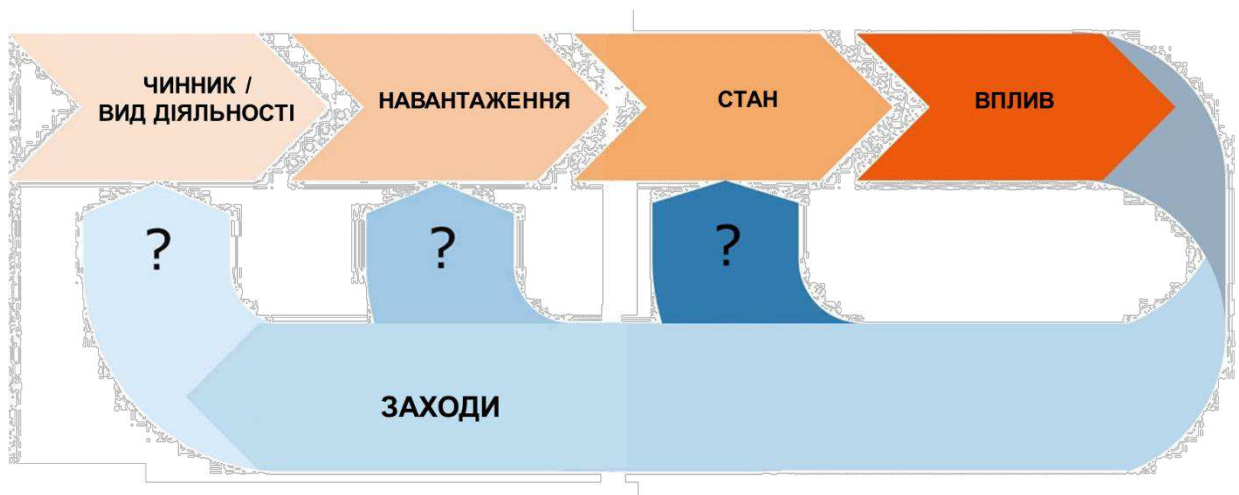 ЧИННИК /
ВИД ДІЯЛЬНОСТІ
НАВАНТАЖЕННЯ
СТАН
ВПЛИВ
?
?
?
ЗАХОДИ